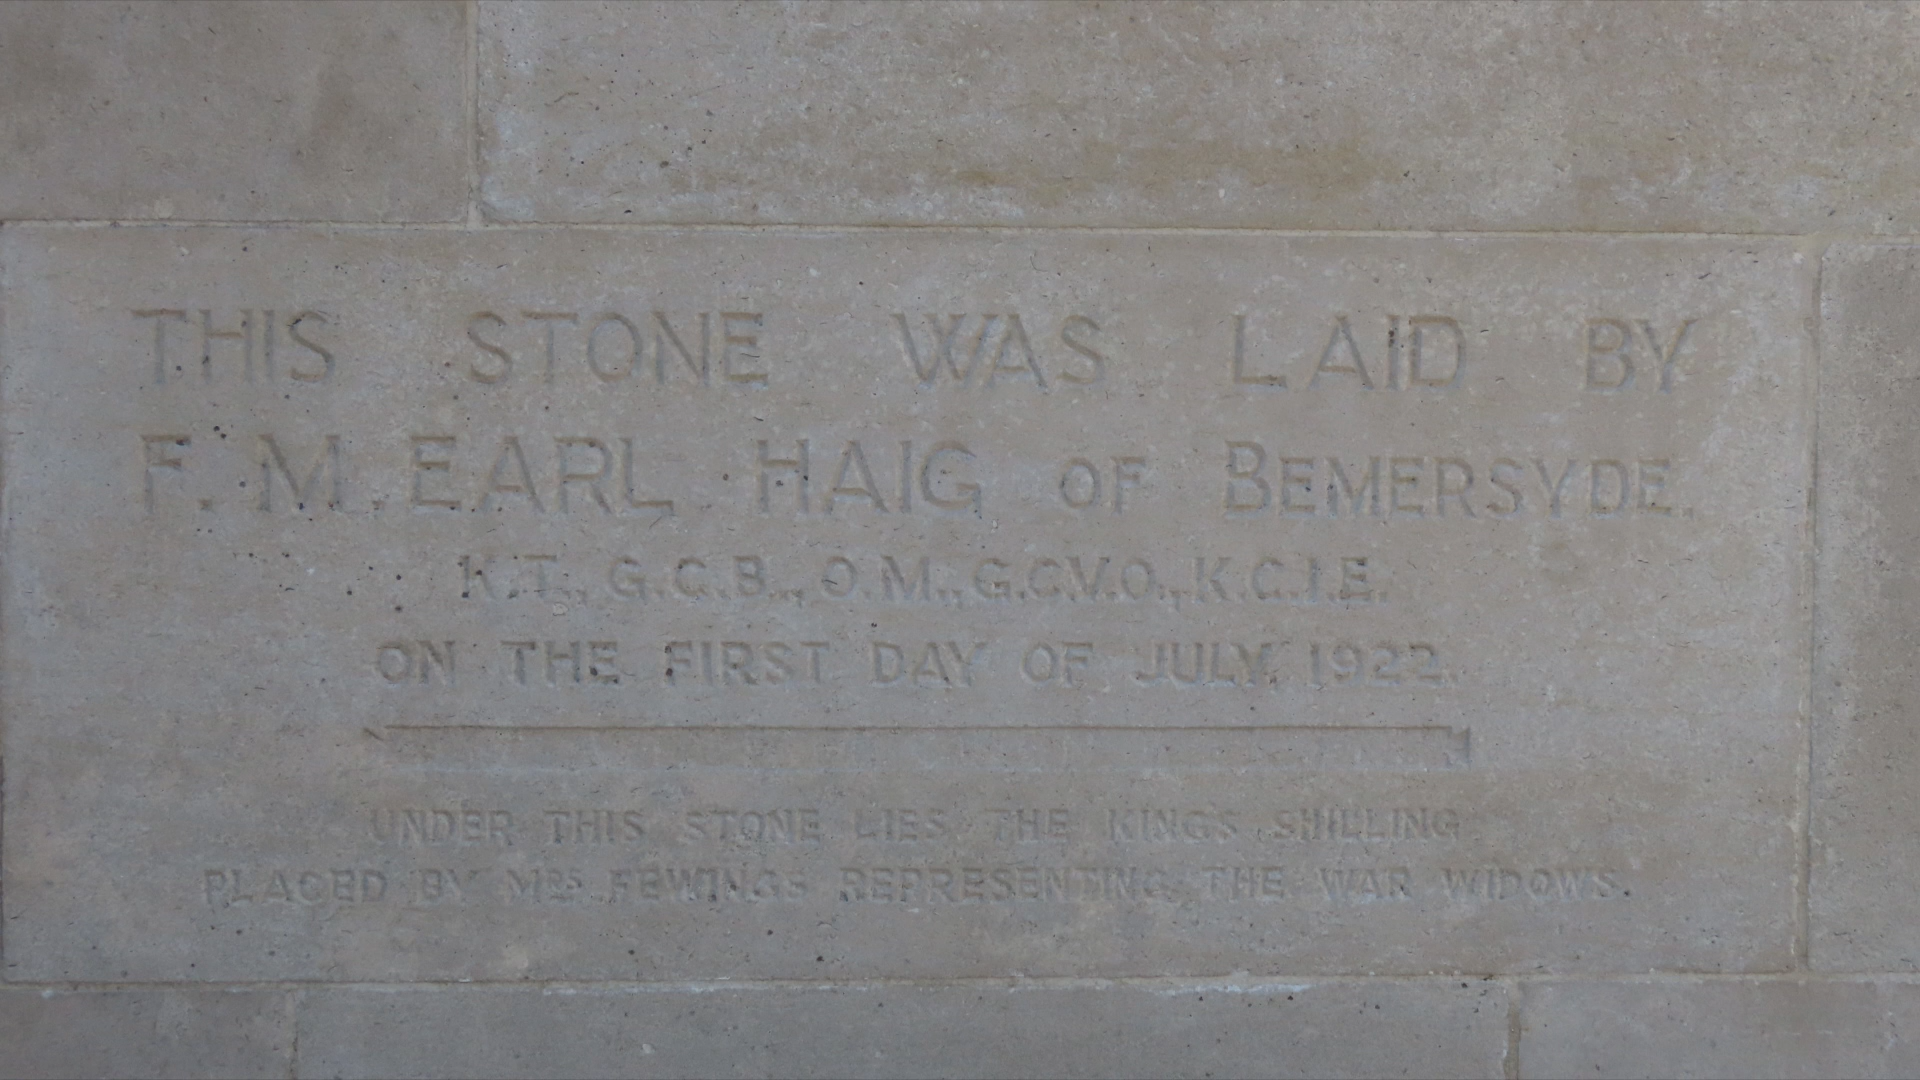 THIS STONE WAS LAID BY
F. M. EARL HAIG OF BEMERSYDE.
K.T., G.C.B., O.M., G.C.V.O., K.C.I.E.
ON THE FIRST DAY OF JULY, 1922.
UNDER THIS STONE LIES THE KING'S SHILLING
PLACED BY MRS FEWINGS REPRESENTING THE WAR WIDOWS.